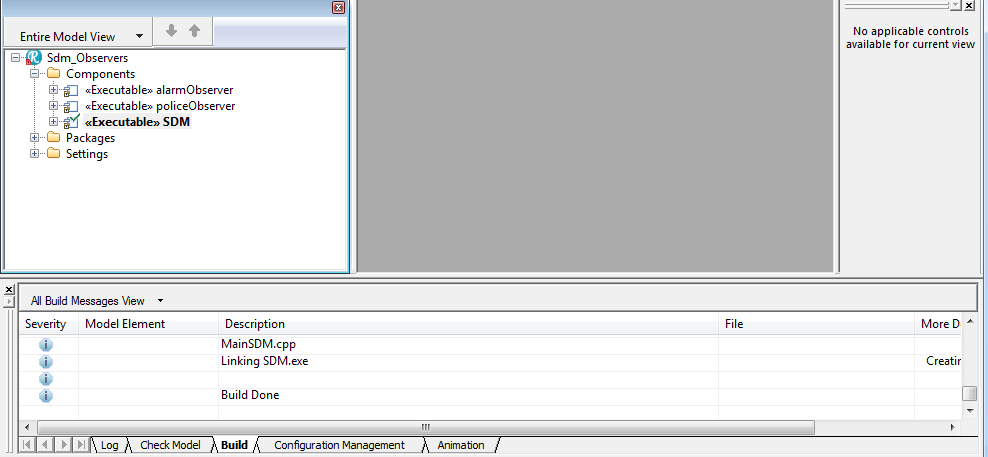 Entire Model View
Sdm_Observers
Components
«Executable» alarmObserver
«Executable» policeObserver
«Executable» SDM
Packages
Settings
No applicable controls
available for current view
All Build Messages View
Severity Model Element Description File More D
MainSDM.cpp
Linking SDM.exe Creatin
Build Done
Log Check Model Build Configuration Management Animation